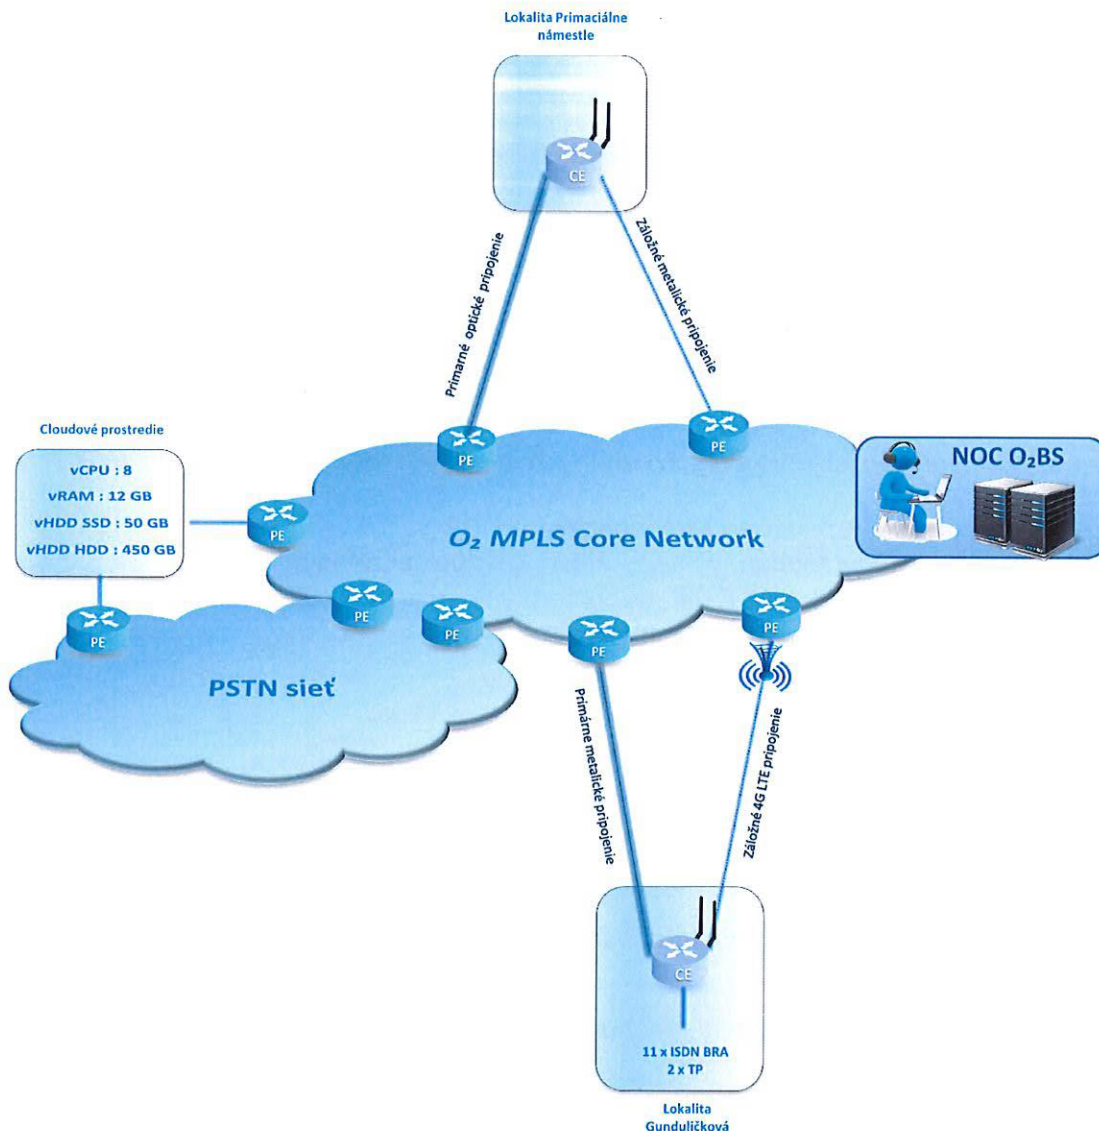 Lokalita Primaciálne
námestle
CE
Primarné optické pripojenie
Záložné metalické pripojenie
PE
PE
Cloudové prostredie
vCPU : 8
vRAM : 12 GB
vHDD SSD : 50 GB
vHDD HDD : 450 GB
PE
O₂ MPLS Core Network
NOC O₂BS
PE
PE
PE
PE
PE
PSTN sieť
Primárne metalické pripojenie
Záložné 4G LTE pripojenie
CE
11 x ISDN BRA
2 x TP
Lokalita
Gunduličková